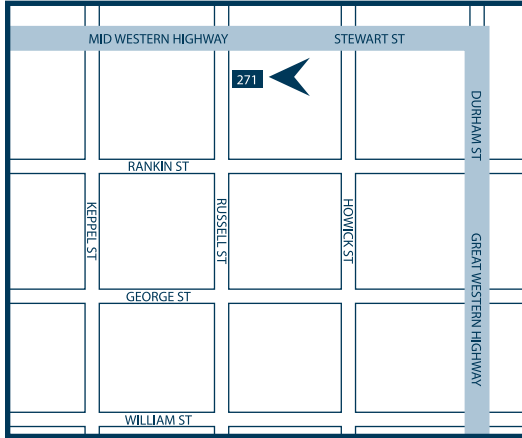 MID WESTERN HIGHWAY
STEWART ST
271
DURHAM ST
RANKIN ST
KEPPEL ST
RUSSELL ST
HOWICK ST
GREAT WESTERN HIGHWAY
GEORGE ST
WILLIAM ST